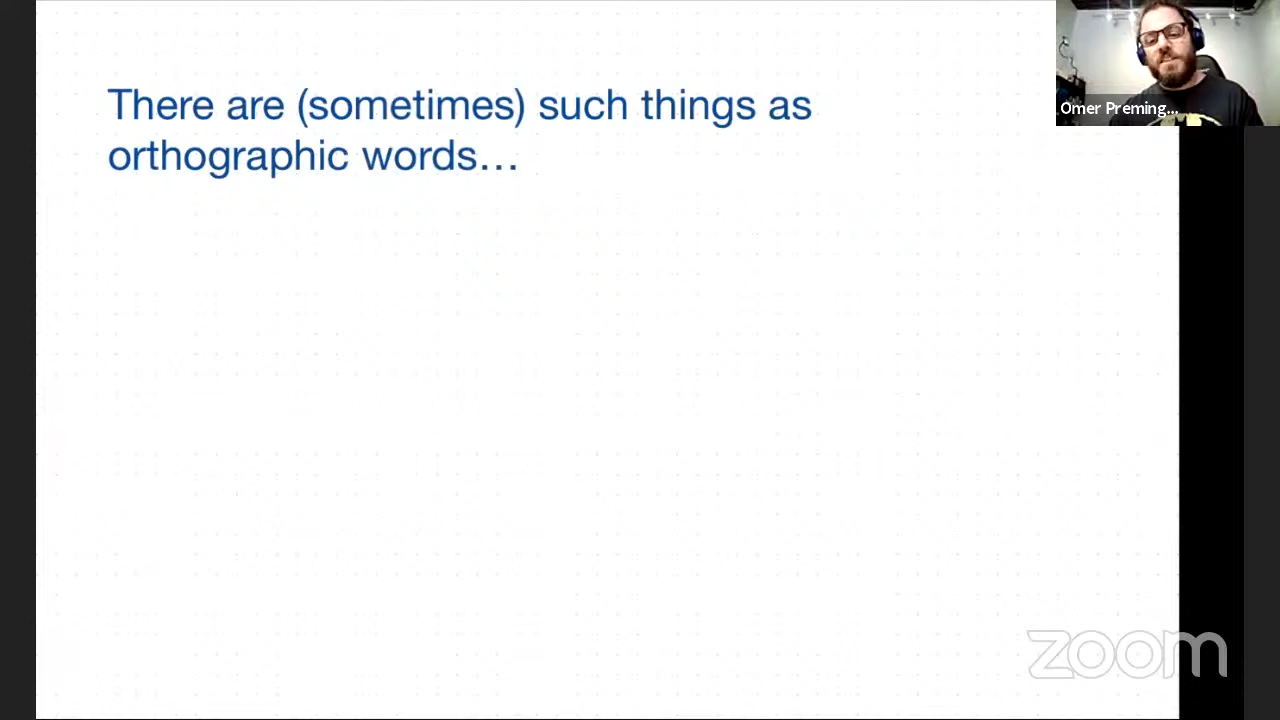 There are (sometimes) such things as
orthographic words…
Omer Preming...
zoom